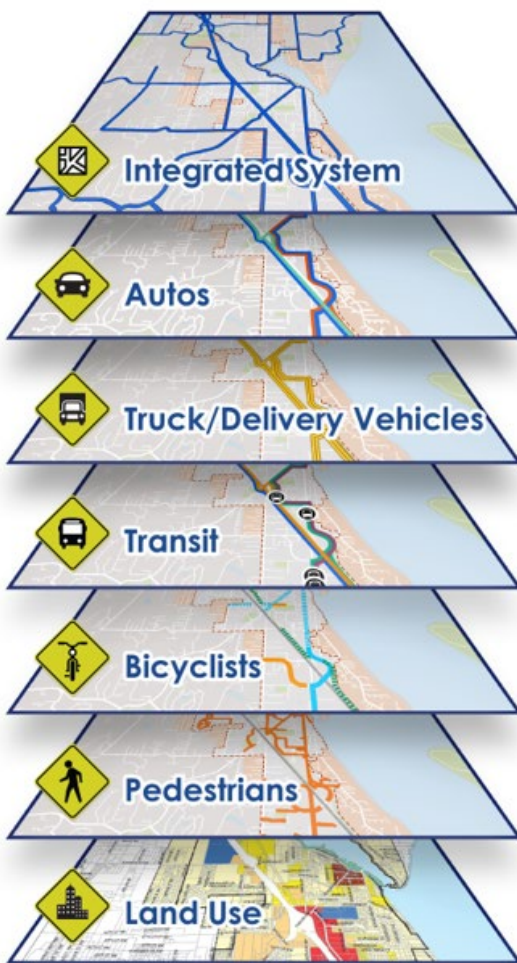 Integrated System
Autos
Truck/Delivery Vehicles
Transit
Bicyclists
Pedestrians
Land Use